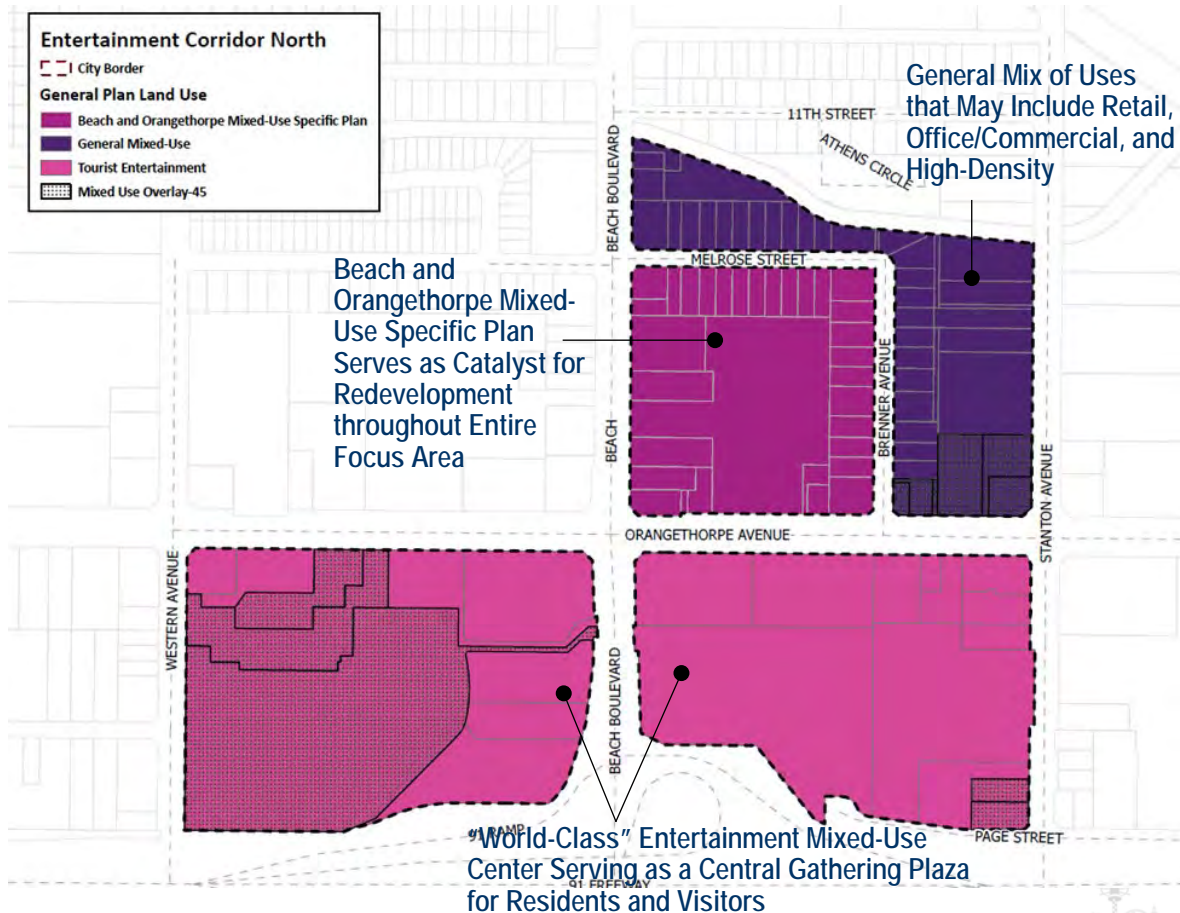 Entertainment Corridor North
City Border
General Plan Land Use
Beach and Orangethorpe Mixed-Use Specific Plan
General Mixed-Use
Tourist Entertainment
Mixed Use Overlay-45
General Mix of Uses
that May Include Retail,
Office/Commercial, and
High-Density
11TH STREET
ATHENS CIRCLE
BEACH BOULEVARD
MELROSE STREET
Beach and
Orangethorpe Mixed-
Use Specific Plan
Serves as Catalyst for
Redevelopment
throughout Entire
Focus Area
BRENNER AVENUE
BEACH
STANTON AVENUE
ORANGETHORPE AVENUE
WESTERN AVENUE
BEACH BOULEVARD
91 RAMP
PAGE STREET
"World-Class” Entertainment Mixed-Use
Center Serving as a Central Gathering Plaza
for Residents and Visitors
91 FREEWAY